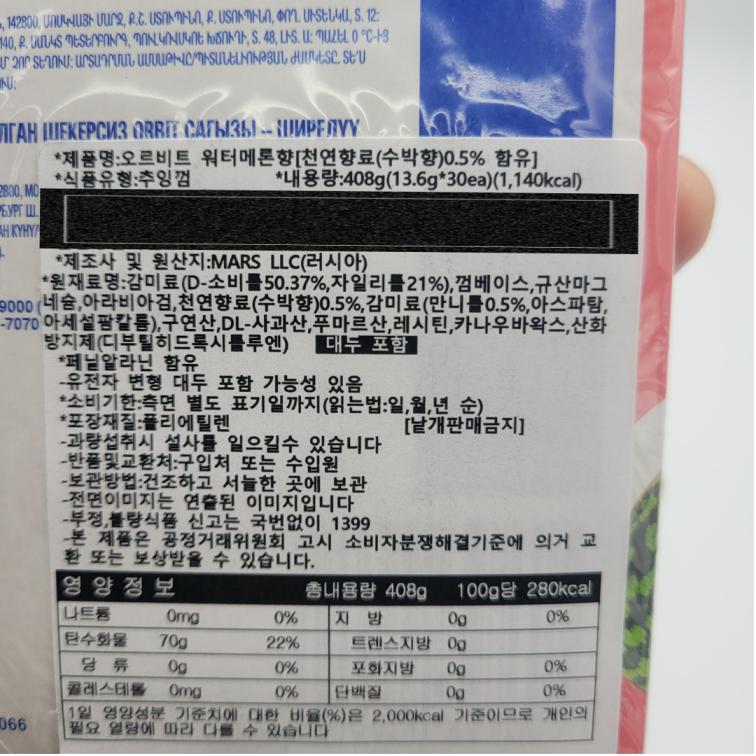 , 142800, ՄՈՍԿՎԱՅԻ ՄԱՐԶ, Ք.Շ. ՍՏՈՒՊԻՆՈ, Ք. ՍՏՈՒՊԻՆՈ, ՓՈՂ. ՍԻՏԵՆԿԱ, Տ. 12:
ЛГАН ШЕКЕРСИЗ ORBIT САГЫЗЫ – ШИРЕЛУУ
*제품명:오르비트 워터메론향[천연향료(수박향)0.5% 함유]
*식품유형:추잉껌 *내용량:408g(13.6g*30ea)(1,140kcal)
*제조사 및 원산지:MARS LLC(러시아)
*원재료명:감미료(D-소비톨50.37%,자일리톨21%),껌베이스,규산마그
네슘,아라비아검,천연향료(수박향)0.5%,감미료(만니톨0.5%,아스파탐,
아세설팜칼륨),구연산,DL-사과산,푸마르산,레시틴,카나우바왁스,산화
방지제(디부틸히드록시톨루엔) 대두 포함
*페닐알라닌 함유
-유전자 변형 대두 포함 가능성 있음
*소비기한:측면 별도 표기일까지(읽는법:일,월,년 순)
*포장재질:폴리에틸렌 [낱개판매금지]
-과량섭취시 설사를 일으킬수 있습니다
-반품및교환처:구입처 또는 수입원
-보관방법:건조하고 서늘한 곳에 보관
-전면이미지는 연출된 이미지입니다
-부정,불량식품 신고는 국번없이 1399
-본 제품은 공정거래위원회 고시 소비자분쟁해결기준에 의거 교
환 또는 보상받을 수 있습니다.
영양정보 총내용량 408g 100g당 280kcal
나트륨 0mg 0% 지 방 0g 0%
탄수화물 70g 22% 트렌스지방 0g
당 류 0g 0% 포화지방 0g 0%
콜레스테롤 0mg 0% 단백질 0g 0%
1일 영양성분 기준치에 대한 비율(%)은 2,000kcal 기준이므로 개인의
필요 열량에 따라 다를 수 있습니다
9000 (
-7070
066